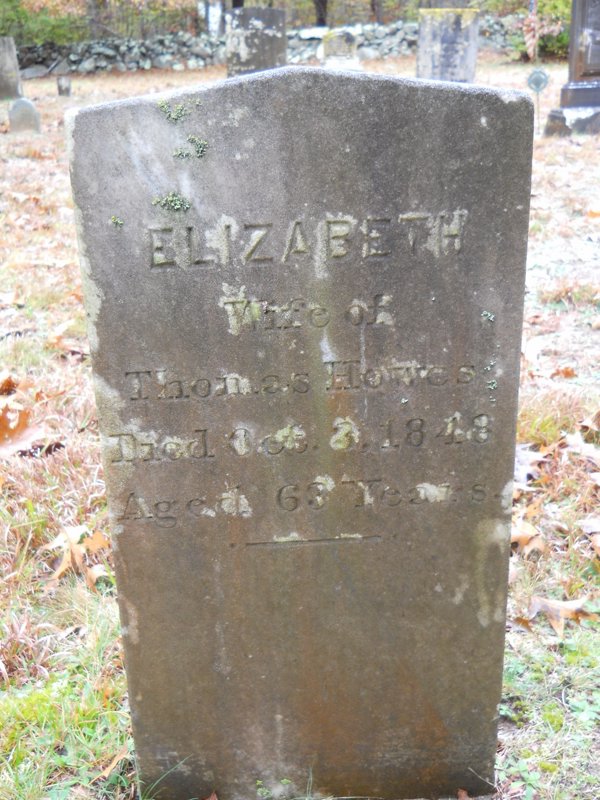 ELIZABETH
Wife of
Thomas Howes,
Died Oct. 2, 1848
Aged 63 Years.